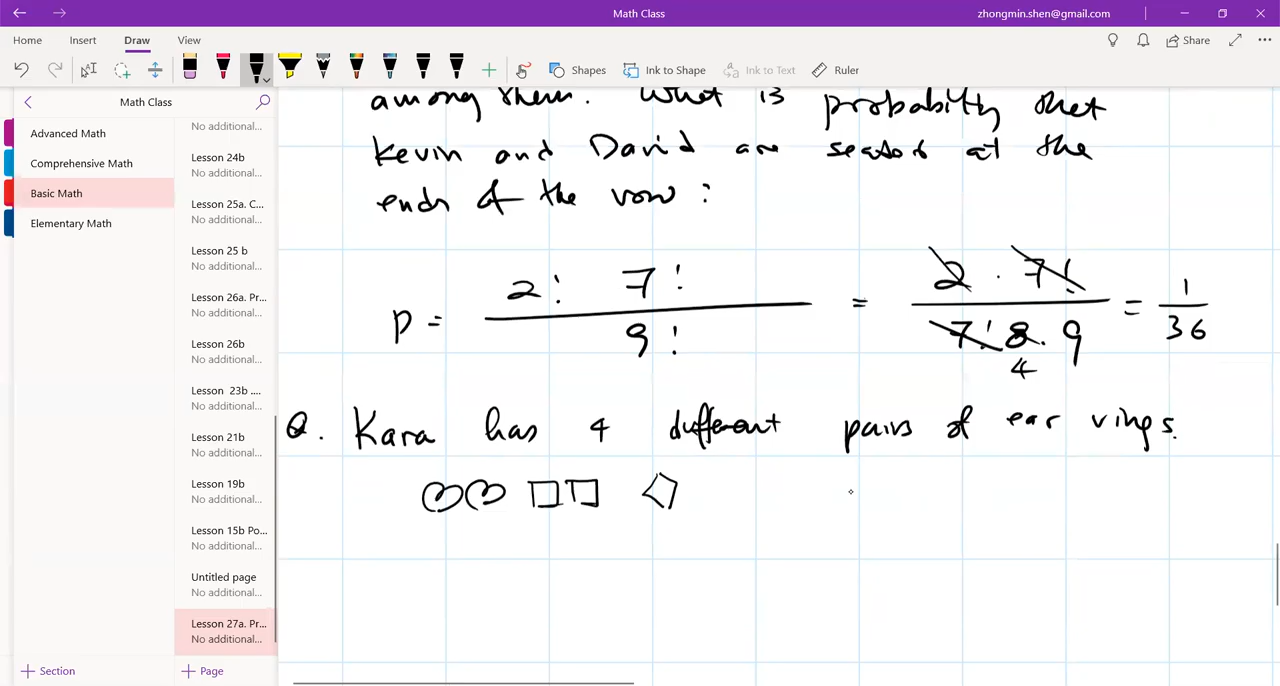 Math Class
zhongmin.shen@gmail.com
Home Insert Draw View
Share
Shapes Ink to Shape Ink to Text Ruler
Math Class
Advanced Math
Comprehensive Math
Basic Math
Elementary Math
No additional...
Lesson 24b
No additional...
Lesson 25a. C...
No additional...
Lesson 25 b
No additional...
Lesson 26a. Pr...
No additional...
Lesson 26b
No additional...
Lesson 23b ....
No additional...
Lesson 21b
No additional...
Lesson 19b
No additional...
Lesson 15b Po...
No additional...
Untitled page
No additional...
Lesson 27a. Pr...
No additional...
Section
Page
among them. What is probability that
Kevin and David are at the
ends of the row:
P = 2! 7! / 9! = 2 · 7! / 7! 8 · 9 = 1 / 36
4
Q. Kara has 4 different pairs of ear rings.